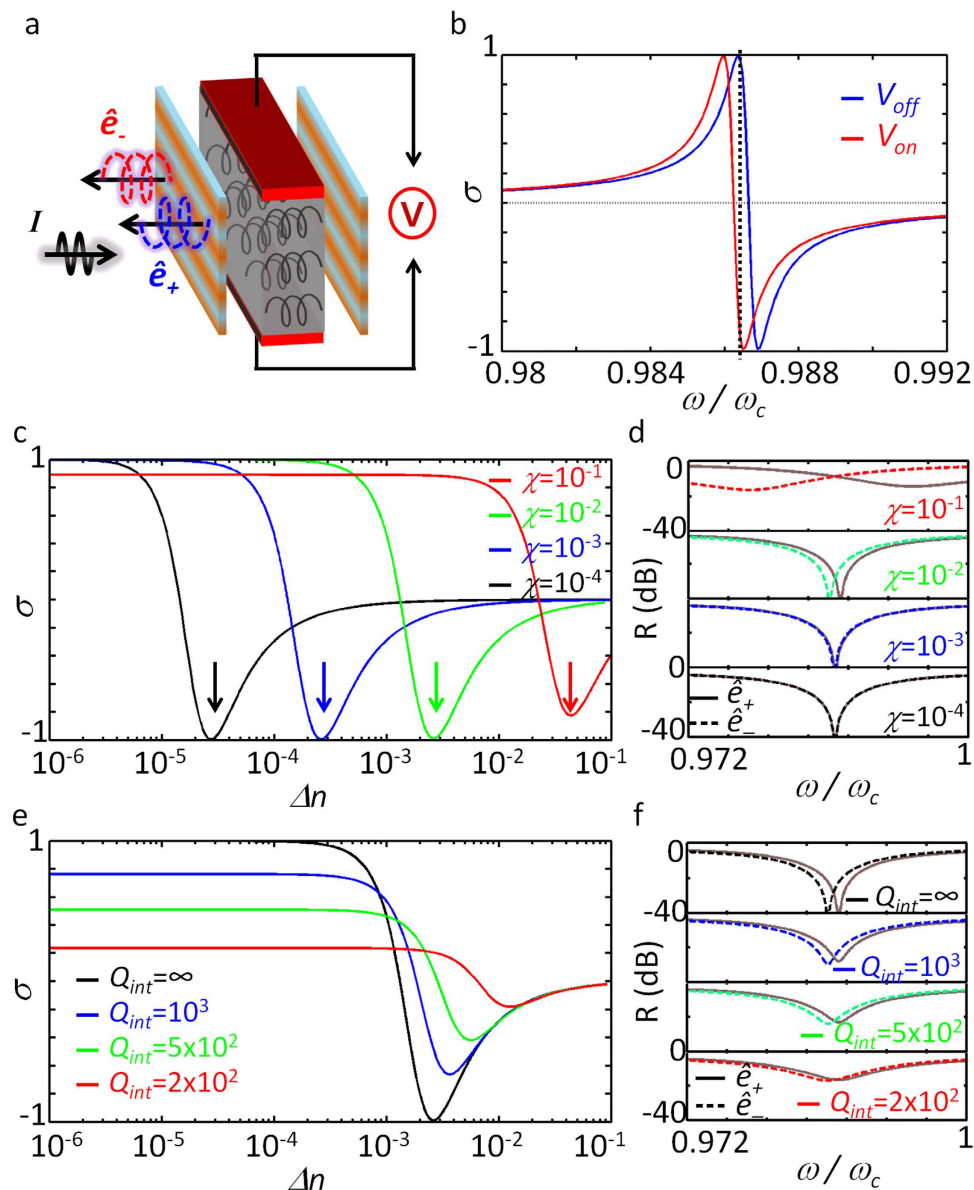 a
ê₋
I
ê₊
V
b
1
σ
-1
V_off
V_on
0.98
0.984
0.988
0.992
ω / ω_c
c
1
σ
-1
χ=10⁻¹
χ=10⁻²
χ=10⁻³
χ=10⁻⁴
10⁻⁶
10⁻⁵
10⁻⁴
10⁻³
10⁻²
10⁻¹
Δn
d
R (dB)
0
χ=10⁻¹
-40
χ=10⁻²
χ=10⁻³
0
ê₊
ê₋
χ=10⁻⁴
-40
0.972
1
ω / ω_c
e
1
σ
-1
Q_int=∞
Q_int=10³
Q_int=5x10²
Q_int=2x10²
10⁻⁶
10⁻⁵
10⁻⁴
10⁻³
10⁻²
10⁻¹
Δn
f
R (dB)
0
Q_int=∞
-40
Q_int=10³
Q_int=5x10²
0
ê₊
ê₋
Q_int=2x10²
-40
0.972
1
ω / ω_c